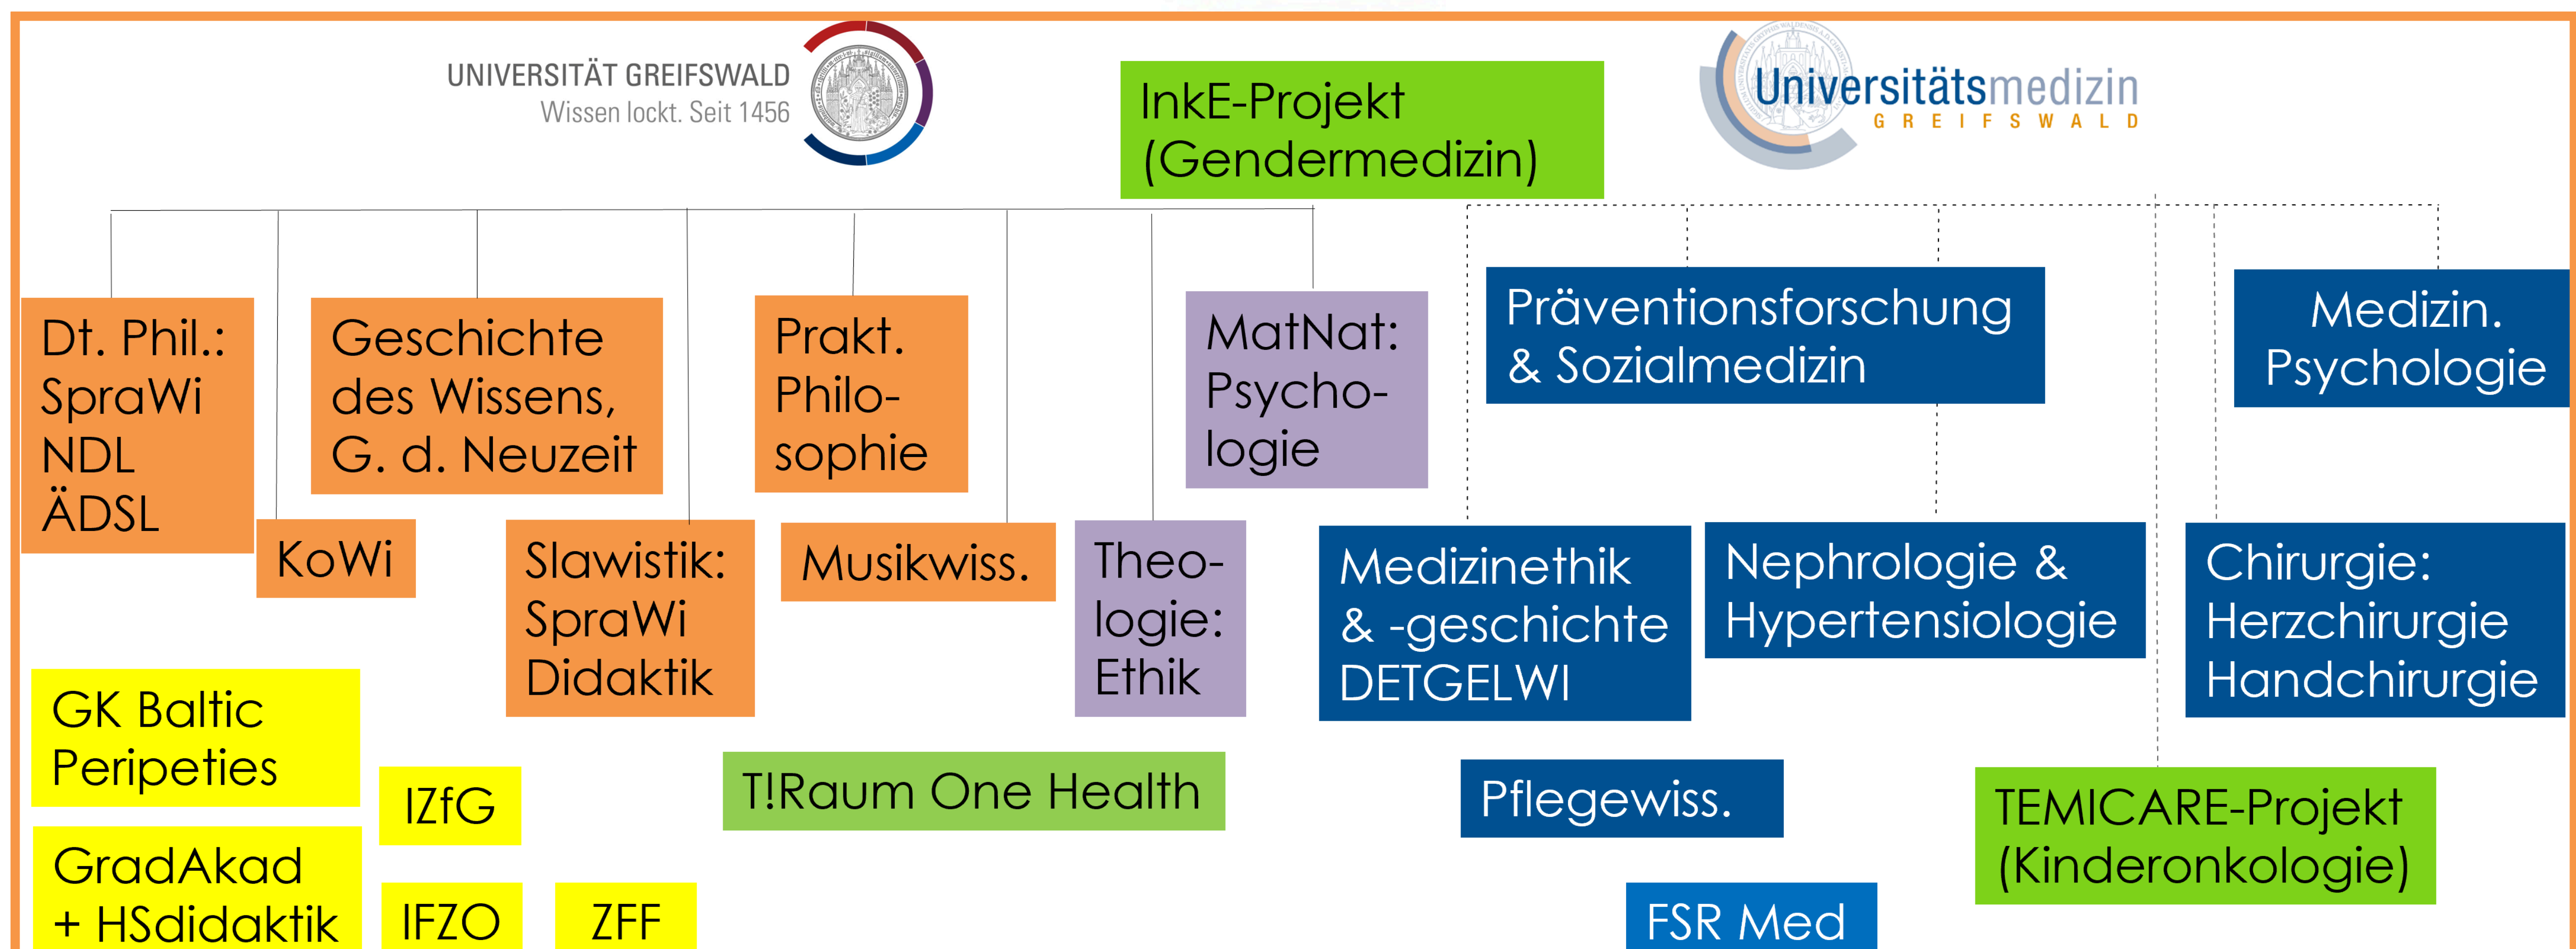 UNIVERSITÄT GREIFSWALD
Wissen lockt. Seit 1456
InkE-Projekt
(Gendermedizin)
Universitätsmedizin
GREIFSWALD
Dt. Phil.:
SpraWi
NDL
ÄDSL
KoWi
Geschichte
des Wissens,
G. d. Neuzeit
Slawistik:
SpraWi
Didaktik
Prakt.
Philo-
sophie
Musikwiss.
Theo-
logie:
Ethik
MatNat:
Psycho-
logie
Präventionsforschung
& Sozialmedizin
Medizin.
Psychologie
Medizinethik
& -geschichte
DETGELWI
Nephrologie &
Hypertensiologie
Chirurgie:
Herzchirurgie
Handchirurgie
GK Baltic
Peripeties
IZfG
T!Raum One Health
Pflegewiss.
TEMICARE-Projekt
(Kinderonkologie)
GradAkad
+ HSdidaktik
IFZO
ZFF
FSR Med